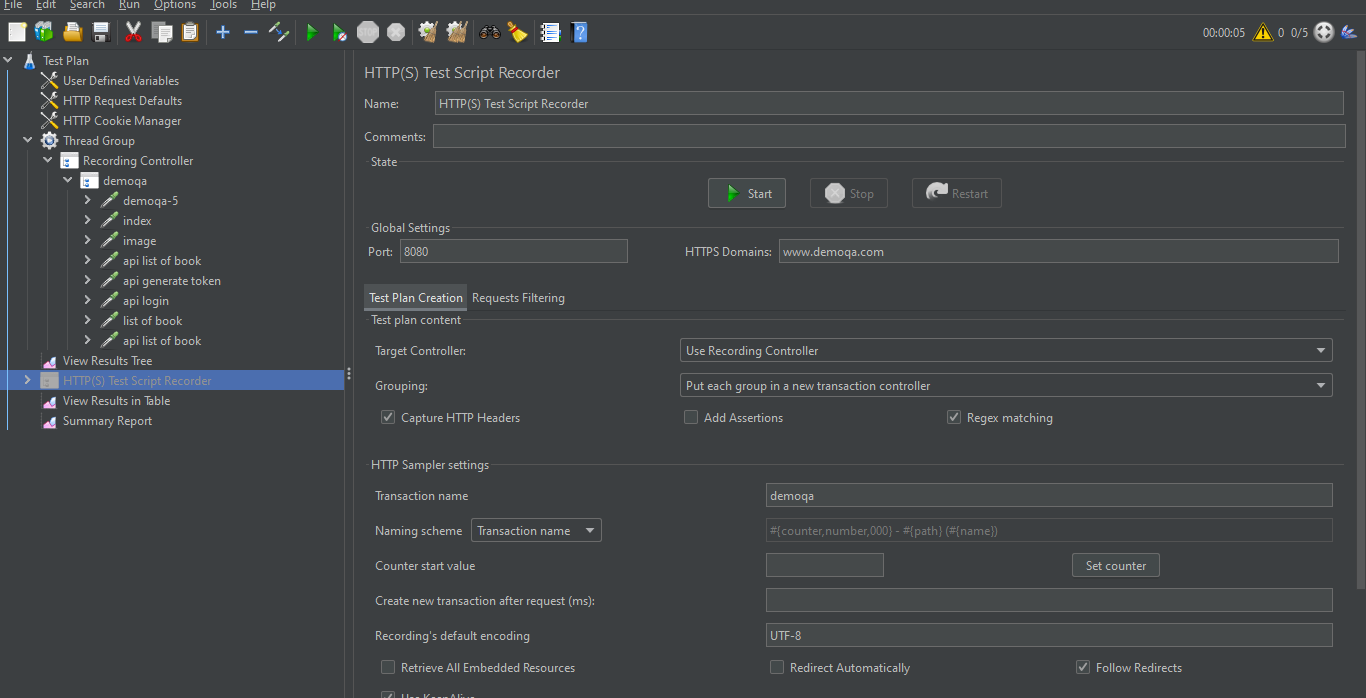 File Edit Search Run Options Tools Help
STOP 00:00:05 0 0/5
Test Plan
User Defined Variables
HTTP Request Defaults
HTTP Cookie Manager
Thread Group
Recording Controller
demoqa
demoqa-5
index
image
api list of book
api generate token
api login
list of book
api list of book
View Results Tree
HTTP(S) Test Script Recorder
View Results in Table
Summary Report
HTTP(S) Test Script Recorder
Name: HTTP(S) Test Script Recorder
Comments:
State
Start Stop Restart
Global Settings
Port: 8080 HTTPS Domains: www.demoqa.com
Test Plan Creation Requests Filtering
Test plan content
Target Controller: Use Recording Controller
Grouping: Put each group in a new transaction controller
Capture HTTP Headers Add Assertions Regex matching
HTTP Sampler settings
Transaction name demoqa
Naming scheme Transaction name #{counter,number,000} - #{path} (#{name})
Counter start value Set counter
Create new transaction after request (ms):
Recording's default encoding UTF-8
Retrieve All Embedded Resources Redirect Automatically Follow Redirects
Use KeepAlive